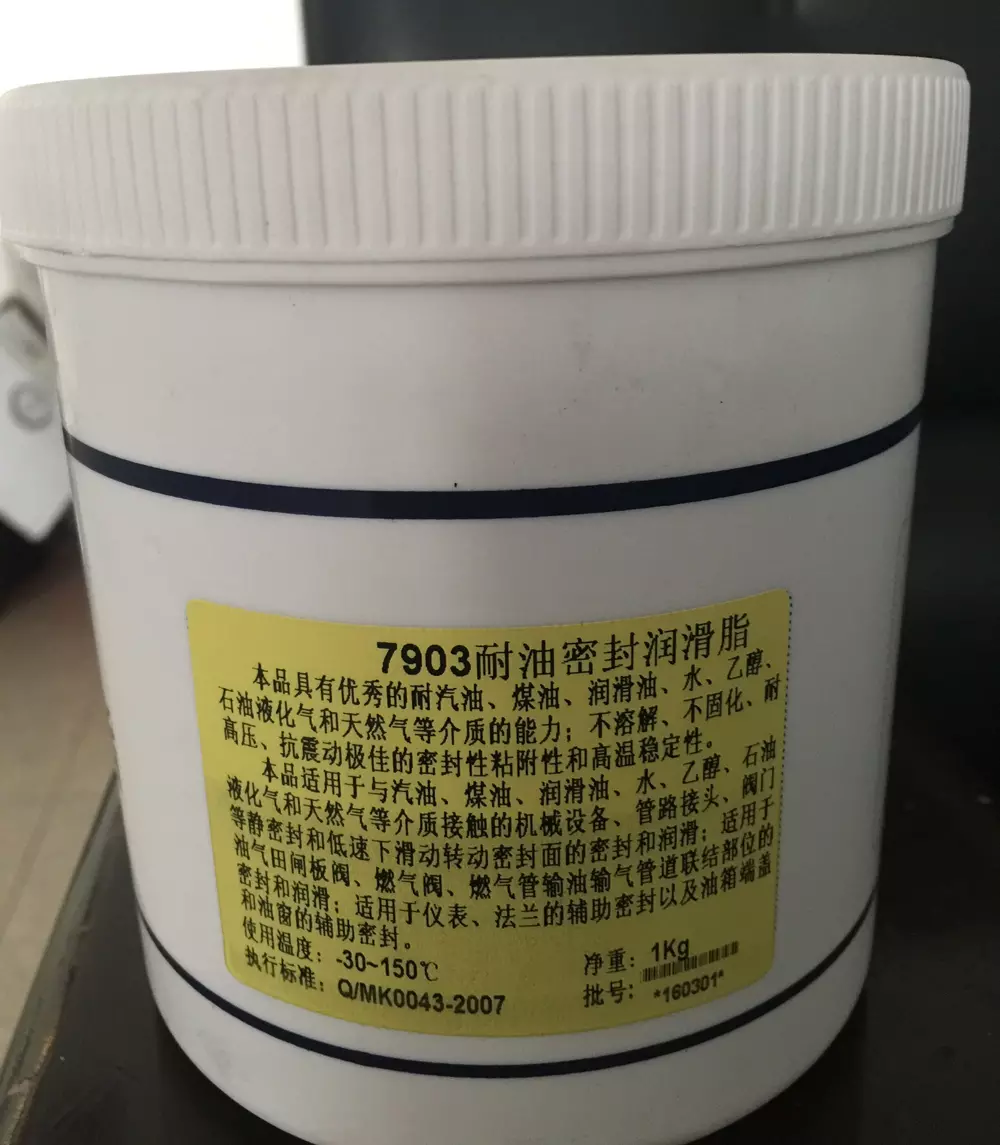 7903耐油密封润滑脂
本品具有优秀的耐汽油、煤油、润滑油、水、乙醇、
石油液化气和天然气等介质的能力；不溶解、不固化、耐
高压、抗震动极佳的密封性粘附性和高温稳定性。
本品适用于与汽油、煤油、润滑油、水、乙醇、石油
液化气和天然气等介质接触的机械设备、管路接头、阀门
等静密封和低速下滑动转动密封面的密封和润滑；适用于
油气田闸板阀、燃气阀、燃气管输油输气管道联结部位的
密封和润滑；适用于仪表、法兰的辅助密封以及油箱端盖
和油窗的辅助密封。
使用温度：-30~150℃
净重：1Kg
执行标准：Q/MK0043-2007
批号：*160301*